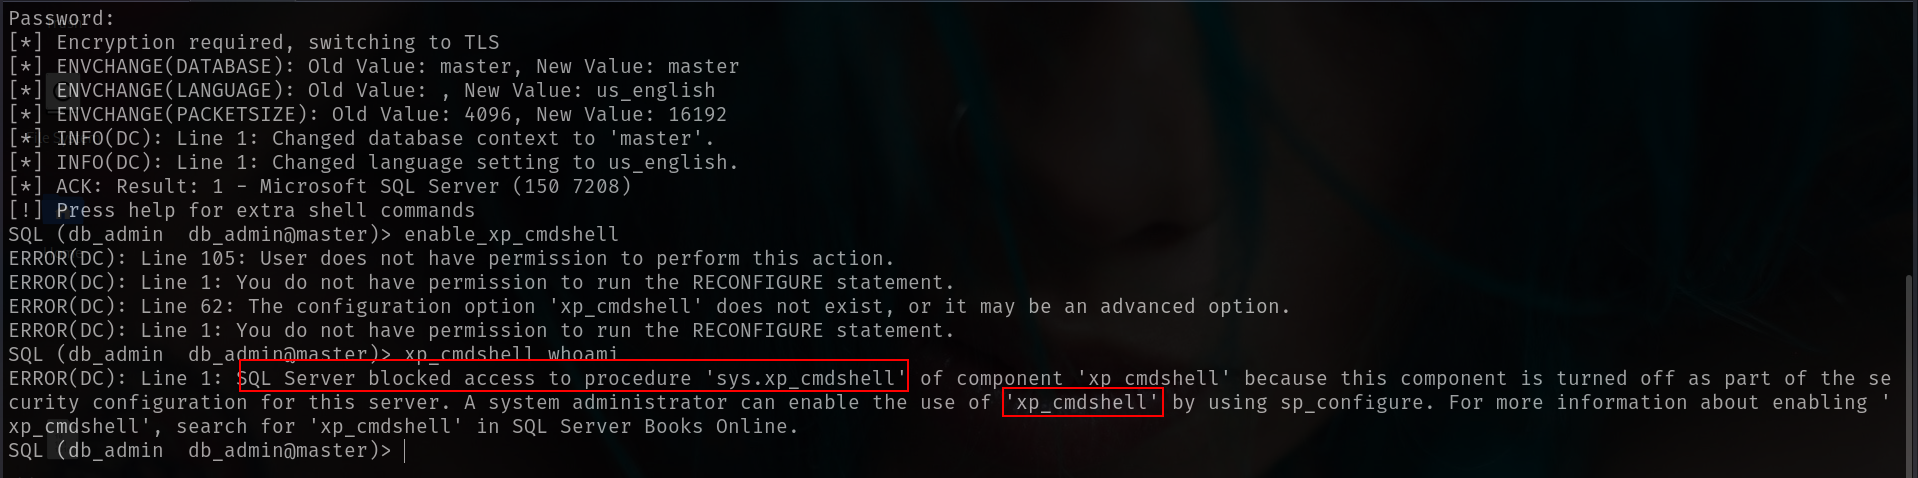 Password:
[*] Encryption required, switching to TLS
[*] ENVCHANGE(DATABASE): Old Value: master, New Value: master
[*] ENVCHANGE(LANGUAGE): Old Value: , New Value: us_english
[*] ENVCHANGE(PACKETSIZE): Old Value: 4096, New Value: 16192
[*] INFO(DC): Line 1: Changed database context to 'master'.
[*] INFO(DC): Line 1: Changed language setting to us_english.
[*] ACK: Result: 1 - Microsoft SQL Server (150 7208)
[!] Press help for extra shell commands
SQL (db_admin  db_admin@master)> enable_xp_cmdshell
ERROR(DC): Line 105: User does not have permission to perform this action.
ERROR(DC): Line 1: You do not have permission to run the RECONFIGURE statement.
ERROR(DC): Line 62: The configuration option 'xp_cmdshell' does not exist, or it may be an advanced option.
ERROR(DC): Line 1: You do not have permission to run the RECONFIGURE statement.
SQL (db_admin  db_admin@master)> xp_cmdshell whoami
ERROR(DC): Line 1: SQL Server blocked access to procedure 'sys.xp_cmdshell' of component 'xp_cmdshell' because this component is turned off as part of the se
curity configuration for this server. A system administrator can enable the use of 'xp_cmdshell' by using sp_configure. For more information about enabling '
xp_cmdshell', search for 'xp_cmdshell' in SQL Server Books Online.
SQL (db_admin  db_admin@master)>